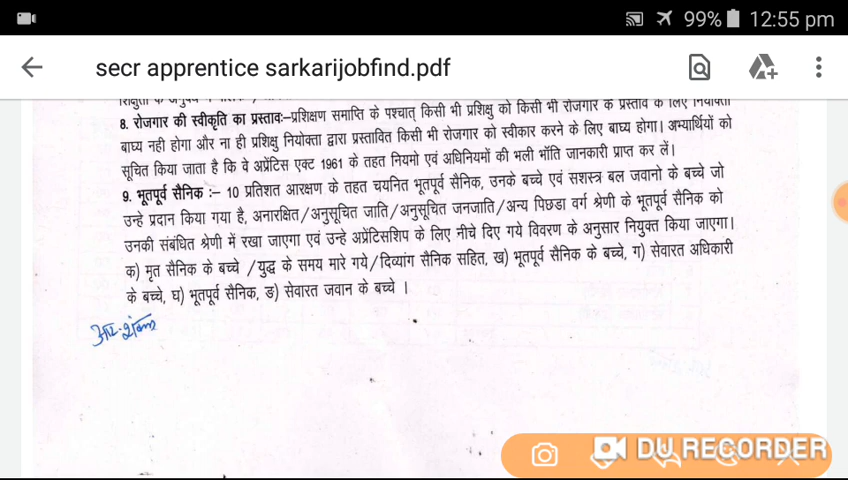 99% 12:55 pm
secr apprentice sarkarijobfind.pdf
8. रोजगार की स्वीकृति का प्रस्तावः–प्रशिक्षण समाप्ति के पश्चात् किसी भी प्रशिक्षु को किसी भी रोजगार के प्रस्ताव के लिए नियोक्ता
बाघ्य नही होगा और ना ही प्रशिक्षु नियोक्ता द्वारा प्रस्तावित किसी भी रोजगार को स्वीकार करने के लिए बाघ्य होगा। अभ्यार्थियों को
सूचित किया जाता है कि वे अप्रेंटिस एक्ट 1961 के तहत नियमो एवं अधिनियमों की भली भाँति जानकारी प्राप्त कर लें।
9. भूतपूर्व सैनिक :– 10 प्रतिशत आरक्षण के तहत चयनित भूतपूर्व सैनिक, उनके बच्चे एवं सशस्त्र बल जवानो के बच्चे जो
उन्हे प्रदान किया गया है, अनारक्षित/अनुसूचित जाति/अनुसूचित जनजाति/अन्य पिछडा वर्ग श्रेणी के भूतपूर्व सैनिक को
उनकी संबंधित श्रेणी में रखा जाएगा एवं उन्हे अप्रेंटिसशिप के लिए नीचे दिए गये विवरण के अनुसार नियुक्त किया जाएगा।
क) मृत सैनिक के बच्चे /युद्ध के समय मारे गये/दिव्यांग सैनिक सहित, ख) भूतपूर्व सैनिक के बच्चे, ग) सेवारत अधिकारी
के बच्चे, घ) भूतपूर्व सैनिक, ङ) सेवारत जवान के बच्चे ।
DU RECORDER